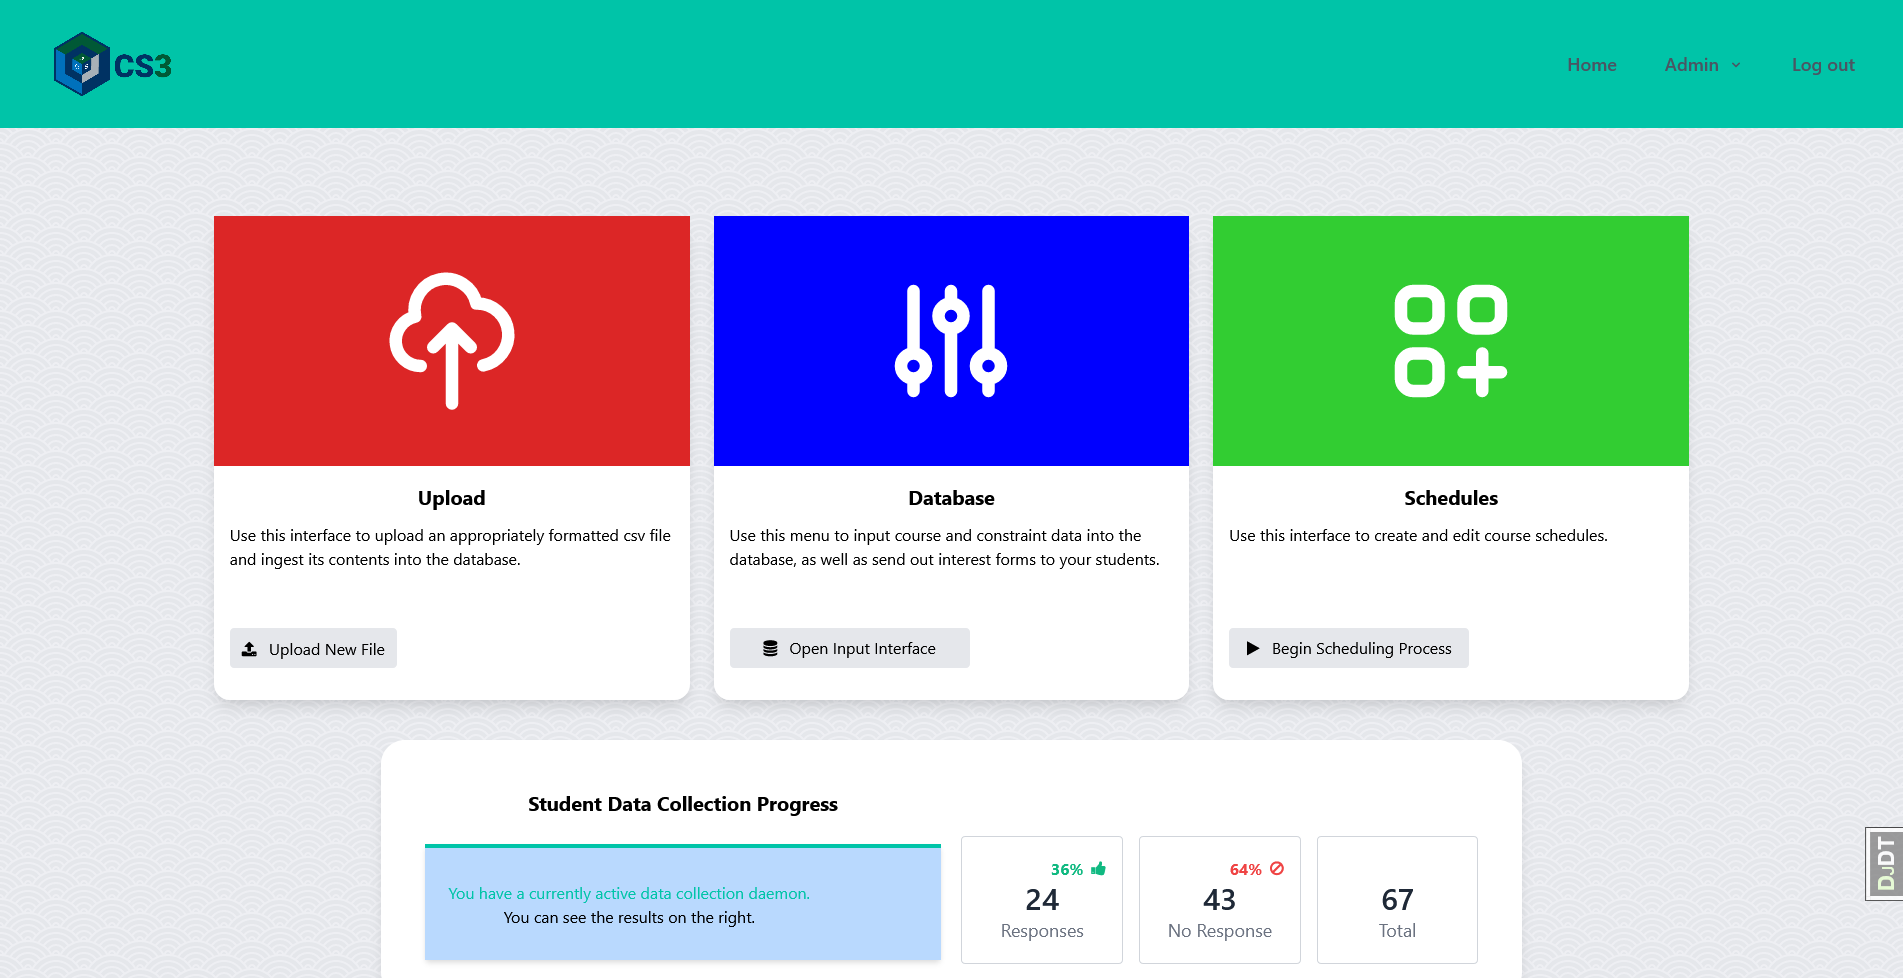 CS3
Home
Admin
Log out
Upload
Use this interface to upload an appropriately formatted csv file
and ingest its contents into the database.
Upload New File
Database
Use this menu to input course and constraint data into the
database, as well as send out interest forms to your students.
Open Input Interface
Schedules
Use this interface to create and edit course schedules.
Begin Scheduling Process
Student Data Collection Progress
You have a currently active data collection daemon.
You can see the results on the right.
36%
24
Responses
64%
43
No Response
67
Total
DJDT